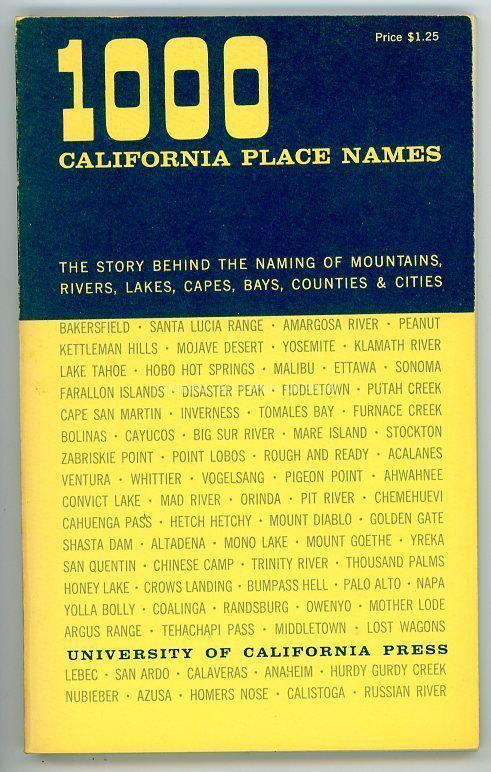 Price $1.25
1000
CALIFORNIA PLACE NAMES
THE STORY BEHIND THE NAMING OF MOUNTAINS,
RIVERS, LAKES, CAPES, BAYS, COUNTIES & CITIES
BAKERSFIELD · SANTA LUCIA RANGE · AMARGOSA RIVER · PEANUT
KETTLEMAN HILLS · MOJAVE DESERT · YOSEMITE · KLAMATH RIVER
LAKE TAHOE · HOBO HOT SPRINGS · MALIBU · ETTAWA · SONOMA
FARALLON ISLANDS · DISASTER PEAK · FIDDLETOWN · PUTAH CREEK
CAPE SAN MARTIN · INVERNESS · TOMALES BAY · FURNACE CREEK
BOLINAS · CAYUCOS · BIG SUR RIVER · MARE ISLAND · STOCKTON
ZABRISKIE POINT · POINT LOBOS · ROUGH AND READY · ACALANES
VENTURA · WHITTIER · VOGELSANG · PIGEON POINT · AHWAHNEE
CONVICT LAKE · MAD RIVER · ORINDA · PIT RIVER · CHEMEHUEVI
CAHUENGA PASS · HETCH HETCHY · MOUNT DIABLO · GOLDEN GATE
SHASTA DAM · ALTADENA · MONO LAKE · MOUNT GOETHE · YREKA
SAN QUENTIN · CHINESE CAMP · TRINITY RIVER · THOUSAND PALMS
HONEY LAKE · CROWS LANDING · BUMPASS HELL · PALO ALTO · NAPA
YOLLA BOLLY · COALINGA · RANDSBURG · OWENYO · MOTHER LODE
ARGUS RANGE · TEHACHAPI PASS · MIDDLETOWN · LOST WAGONS
UNIVERSITY OF CALIFORNIA PRESS
LEBEC · SAN ARDO · CALAVERAS · ANAHEIM · HURDY GURDY CREEK
NUBIEBER · AZUSA · HOMERS NOSE · CALISTOGA · RUSSIAN RIVER